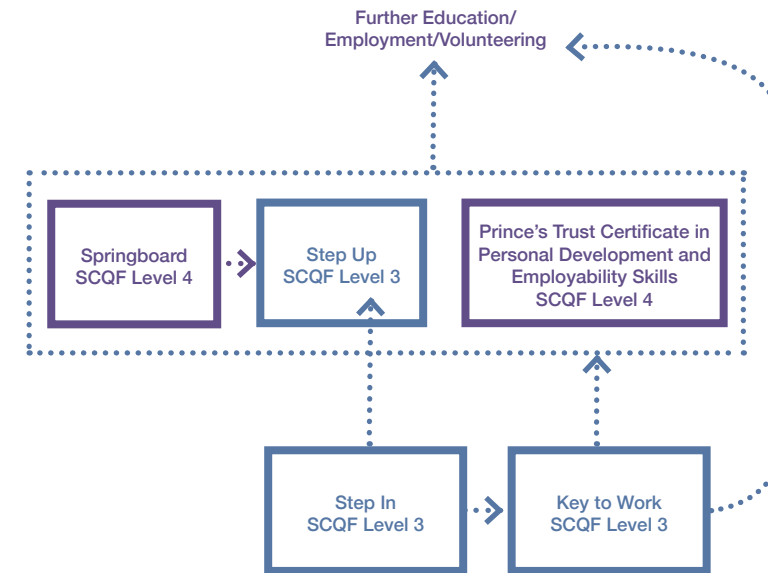 Further Education/
Employment/Volunteering
Springboard
SCQF Level 4
Step Up
SCQF Level 3
Prince’s Trust Certificate in
Personal Development and
Employability Skills
SCQF Level 4
Step In
SCQF Level 3
Key to Work
SCQF Level 3